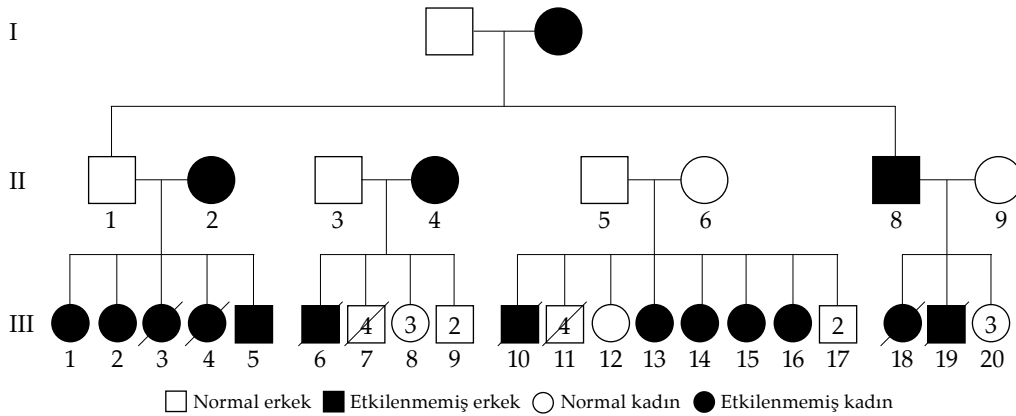 I
II
1 2 3 4 5 6 8 9
4 3 2 4 2 3
III
1 2 3 4 5 6 7 8 9 10 11 12 13 14 15 16 17 18 19 20
Normal erkek Etkilenmemiş erkek Normal kadın Etkilenmemiş kadın